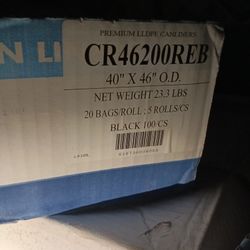 N LI
PREMIUM LLDPE CANLINERS
CR46200REB
40" X 46" O.D.
NET WEIGHT 23.3 LBS
20 BAGS/ROLL ; 5 ROLLS/CS
BLACK 100/CS